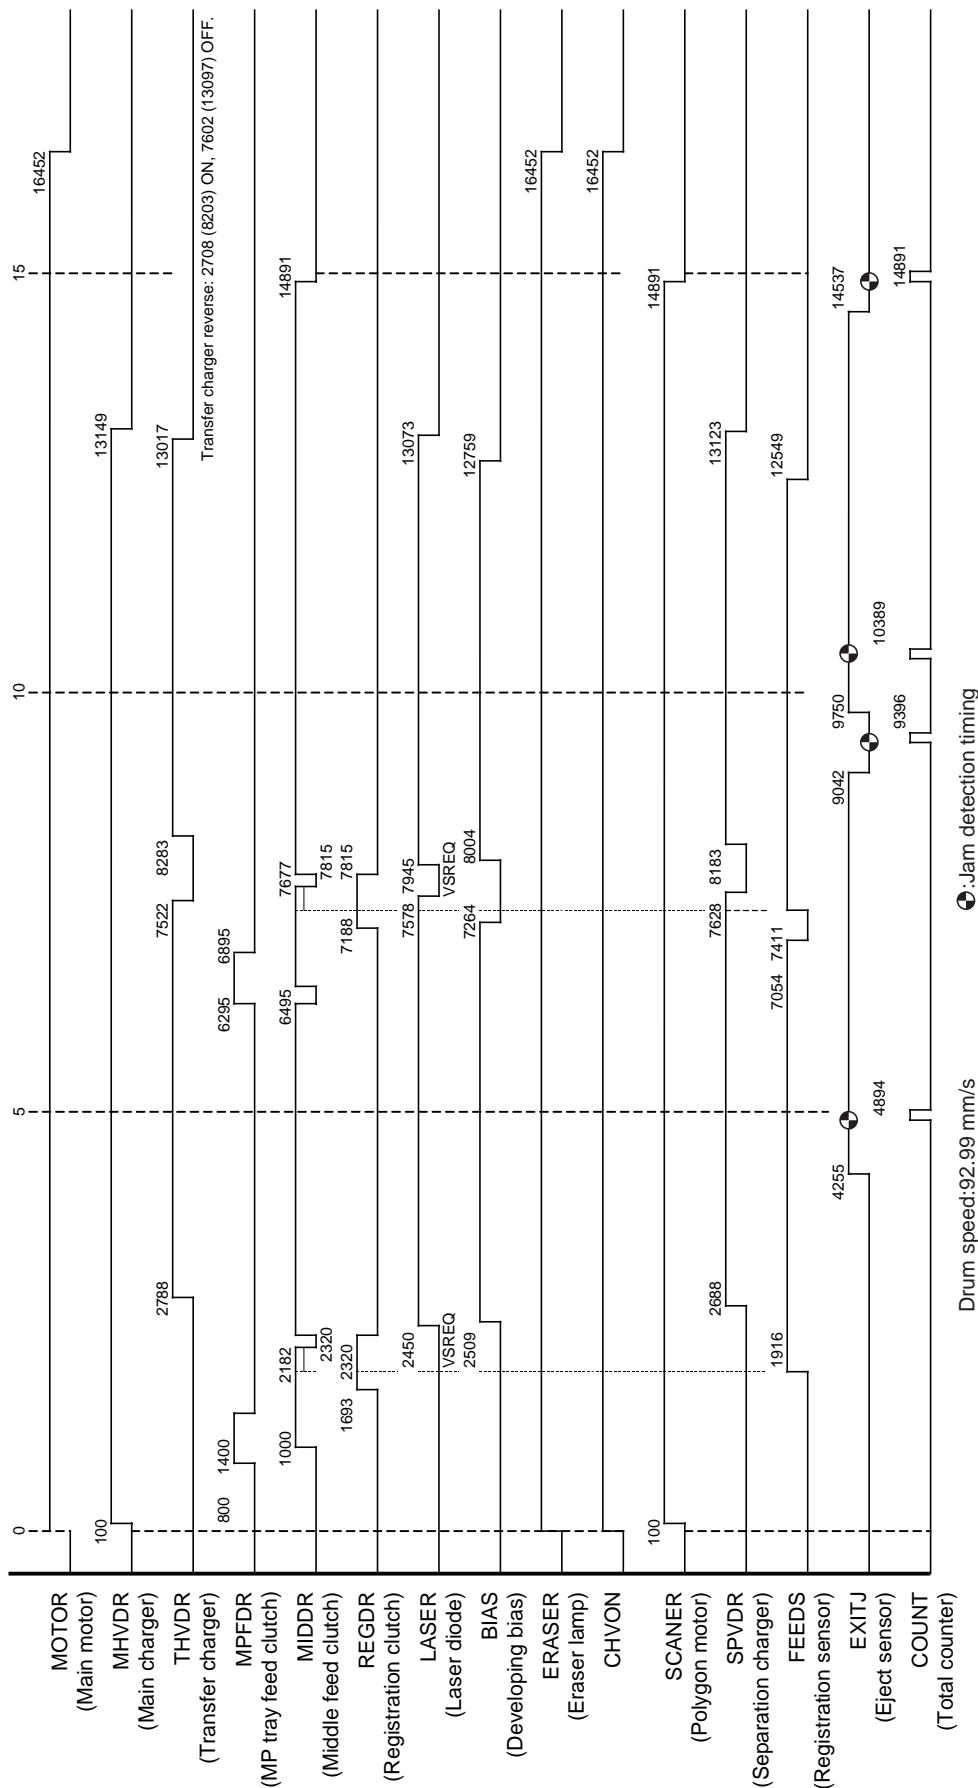 0 5 10 15
MOTOR
(Main motor)
16452
MHVDR
(Main charger)
100 13149
THVDR
(Transfer charger)
2788 7522 8283 13017
Transfer charger reverse: 2708 (8203) ON, 7602 (13097) OFF.
MPFDR
(MP tray feed clutch)
800 1400 6295 6895
MIDDR
(Middle feed clutch)
1000 2182 2320 6495 7677 7815 14891
REGDR
(Registration clutch)
1693 2320 7188 7815
LASER
(Laser diode)
2450 7578 7945 13073
VSREQ VSREQ
BIAS
(Developing bias)
2509 7264 8004 12759
ERASER
(Eraser lamp)
16452
CHVON
16452
SCANER
(Polygon motor)
100 14891
SPVDR
(Separation charger)
2688 7628 8183 13123
FEEDS
(Registration sensor)
1916 7054 7411 12549
EXITJ
(Eject sensor)
4255 9042 9750 14537
COUNT
(Total counter)
4894 9396 10389 14891
Drum speed:92.99 mm/s
:Jam detection timing